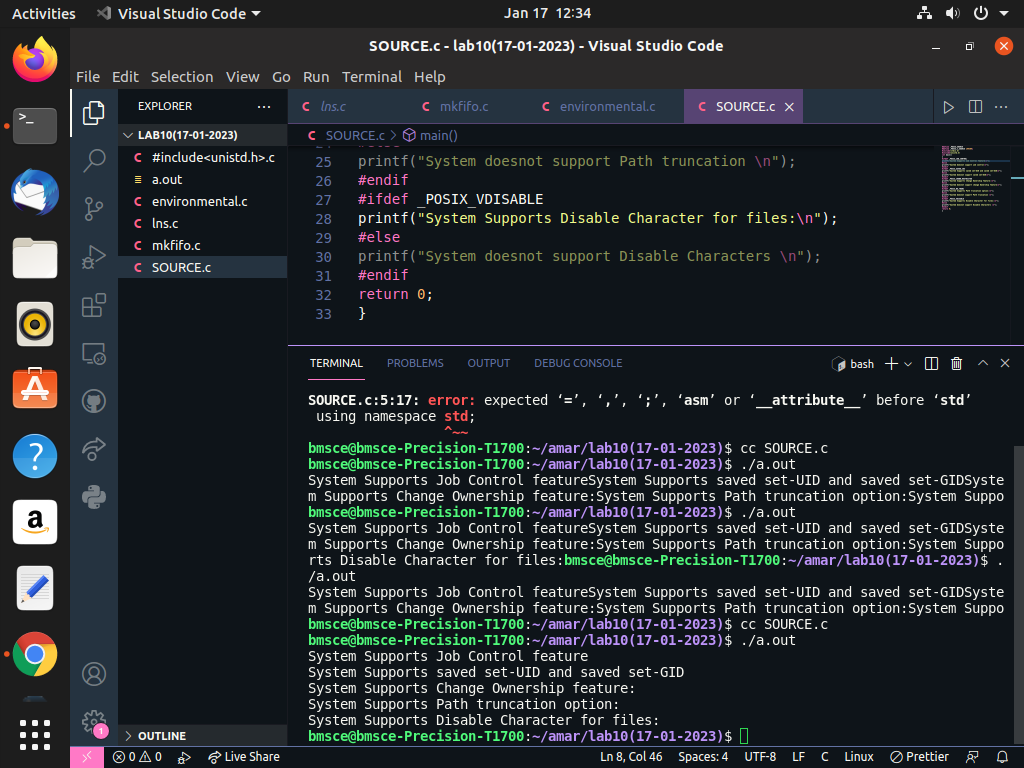 Activities Visual Studio Code Jan 17 12:34
SOURCE.c - lab10(17-01-2023) - Visual Studio Code
File Edit Selection View Go Run Terminal Help
EXPLORER
LAB10(17-01-2023)
C #include<unistd.h>.c
a.out
C environmental.c
C lns.c
C mkfifo.c
C SOURCE.c
OUTLINE
C lns.c C mkfifo.c C environmental.c C SOURCE.c
C SOURCE.c > main()
24 #else
25 printf("System doesnot support Path truncation \n");
26 #endif
27 #ifdef _POSIX_VDISABLE
28 printf("System Supports Disable Character for files:\n");
29 #else
30 printf("System doesnot support Disable Characters \n");
31 #endif
32 return 0;
33 }
TERMINAL PROBLEMS OUTPUT DEBUG CONSOLE bash
SOURCE.c:5:17: error: expected ‘=’, ‘,’, ‘;’, ‘asm’ or ‘__attribute__’ before ‘std’
using namespace std;
^~~
bmsce@bmsce-Precision-T1700:~/amar/lab10(17-01-2023)$ cc SOURCE.c
bmsce@bmsce-Precision-T1700:~/amar/lab10(17-01-2023)$ ./a.out
System Supports Job Control featureSystem Supports saved set-UID and saved set-GIDSyste
m Supports Change Ownership feature:System Supports Path truncation option:System Suppo
bmsce@bmsce-Precision-T1700:~/amar/lab10(17-01-2023)$ ./a.out
System Supports Job Control featureSystem Supports saved set-UID and saved set-GIDSyste
m Supports Change Ownership feature:System Supports Path truncation option:System Suppo
rts Disable Character for files:bmsce@bmsce-Precision-T1700:~/amar/lab10(17-01-2023)$ .
/a.out
System Supports Job Control featureSystem Supports saved set-UID and saved set-GIDSyste
m Supports Change Ownership feature:System Supports Path truncation option:System Suppo
bmsce@bmsce-Precision-T1700:~/amar/lab10(17-01-2023)$ cc SOURCE.c
bmsce@bmsce-Precision-T1700:~/amar/lab10(17-01-2023)$ ./a.out
System Supports Job Control feature
System Supports saved set-UID and saved set-GID
System Supports Change Ownership feature:
System Supports Path truncation option:
System Supports Disable Character for files:
bmsce@bmsce-Precision-T1700:~/amar/lab10(17-01-2023)$
1
0 0 Live Share Ln 8, Col 46 Spaces: 4 UTF-8 LF C Linux Prettier